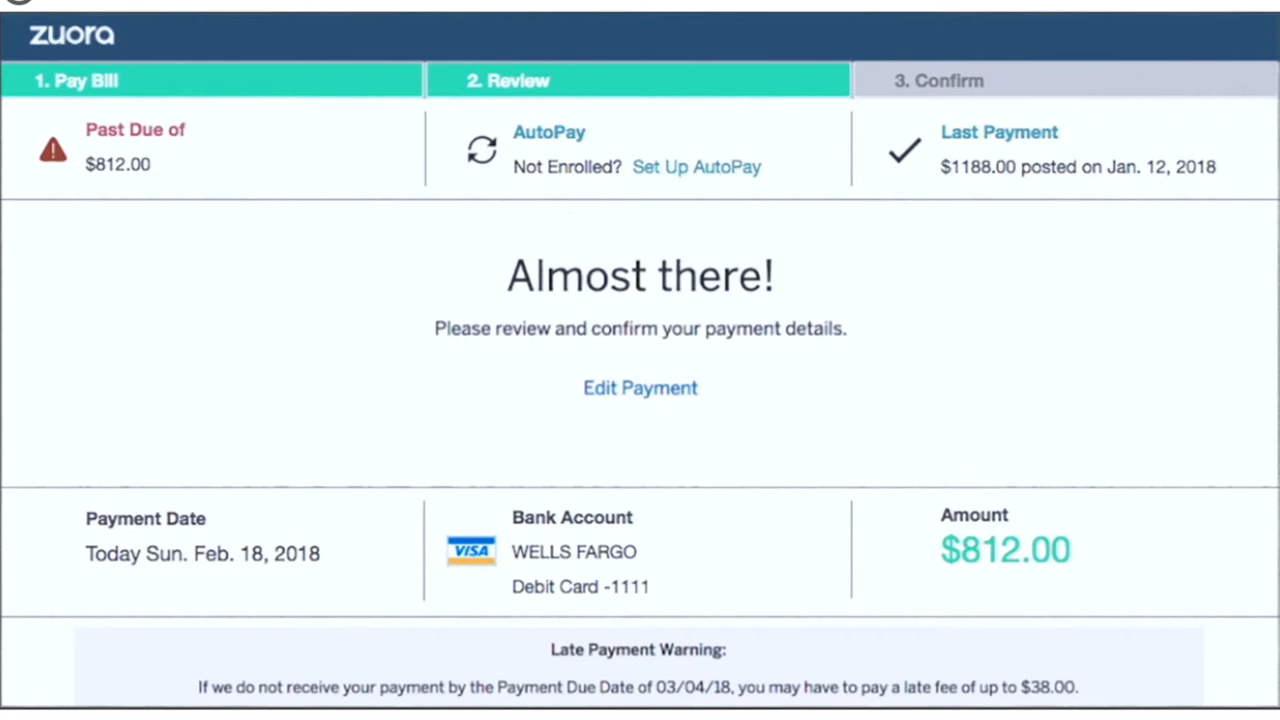 zuora
1. Pay Bill
2. Review
3. Confirm
Past Due of
$812.00
AutoPay
Not Enrolled? Set Up AutoPay
Last Payment
$1188.00 posted on Jan. 12, 2018
Almost there!
Please review and confirm your payment details.
Edit Payment
Payment Date
Today Sun. Feb. 18, 2018
Bank Account
VISA
WELLS FARGO
Debit Card -1111
Amount
$812.00
Late Payment Warning:
If we do not receive your payment by the Payment Due Date of 03/04/18, you may have to pay a late fee of up to $38.00.